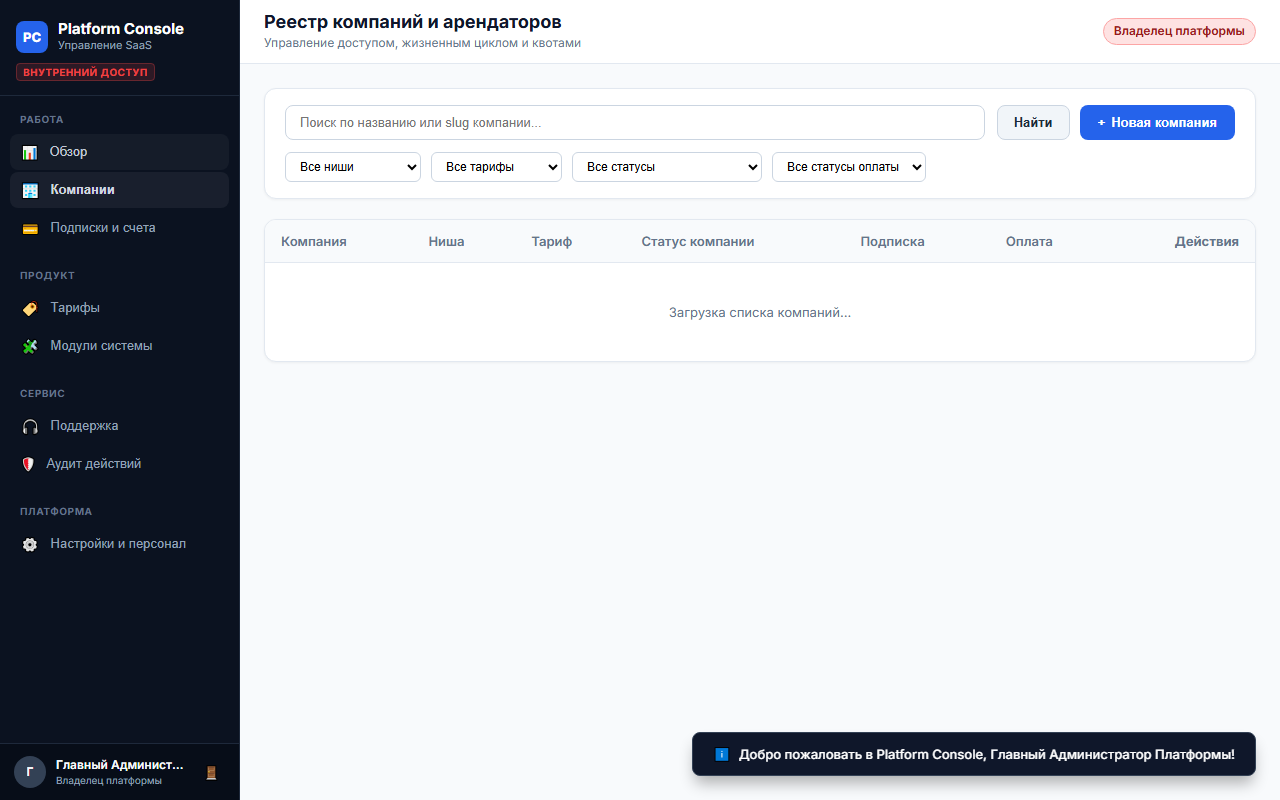 PC
Platform Console
Управление SaaS
ВНУТРЕННИЙ ДОСТУП
РАБОТА
Обзор
Компании
Подписки и счета
ПРОДУКТ
Тарифы
Модули системы
СЕРВИС
Поддержка
Аудит действий
ПЛАТФОРМА
Настройки и персонал
Г
Главный Админист...
Владелец платформы
Реестр компаний и арендаторов
Управление доступом, жизненным циклом и квотами
Владелец платформы
Поиск по названию или slug компании...
Найти
+ Новая компания
Все ниши
Все тарифы
Все статусы
Все статусы оплаты
Компания Ниша Тариф Статус компании Подписка Оплата Действия
Загрузка списка компаний...
Добро пожаловать в Platform Console, Главный Администратор Платформы!